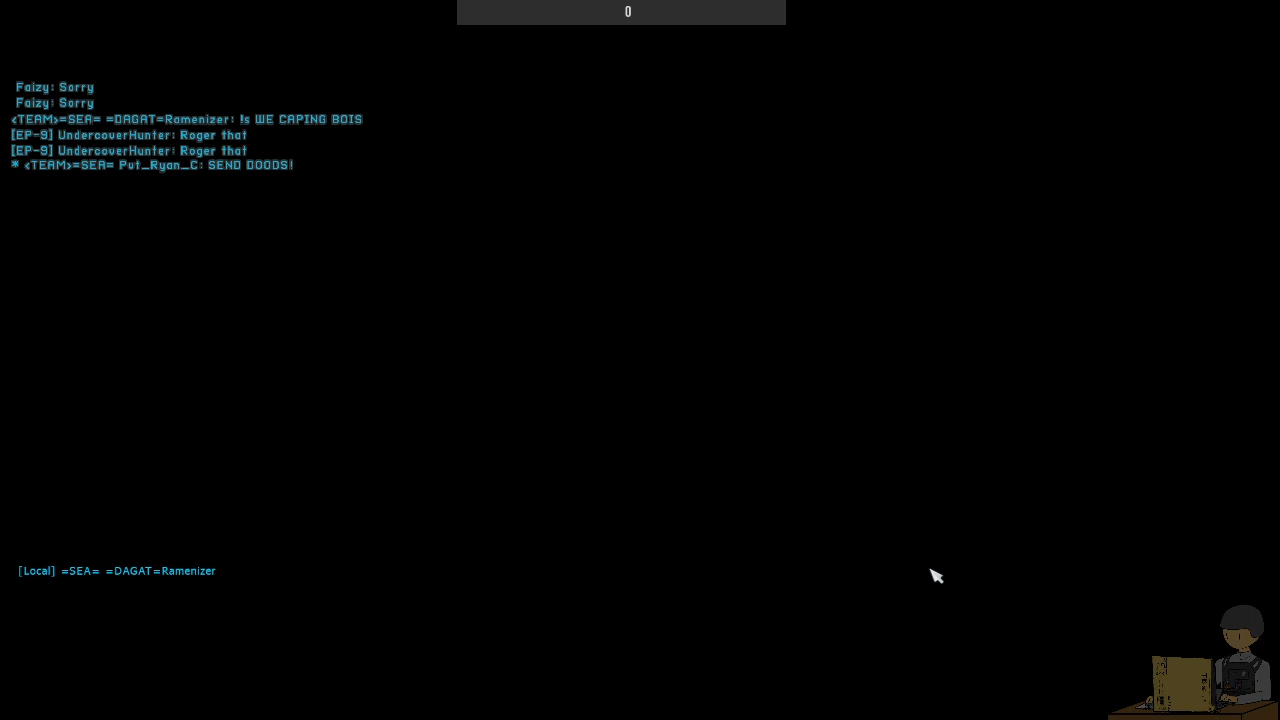 0
Faizy: Sorry
Faizy: Sorry
<TEAM>=SEA= =DAGAT=Ramenizer: !s WE CAPING BOIS
[EP-9] UndercoverHunter: Roger that
[EP-9] UndercoverHunter: Roger that
* <TEAM>=SEA= Pvt_Ryan_C: SEND DOODS!
[Local] =SEA= =DAGAT=Ramenizer